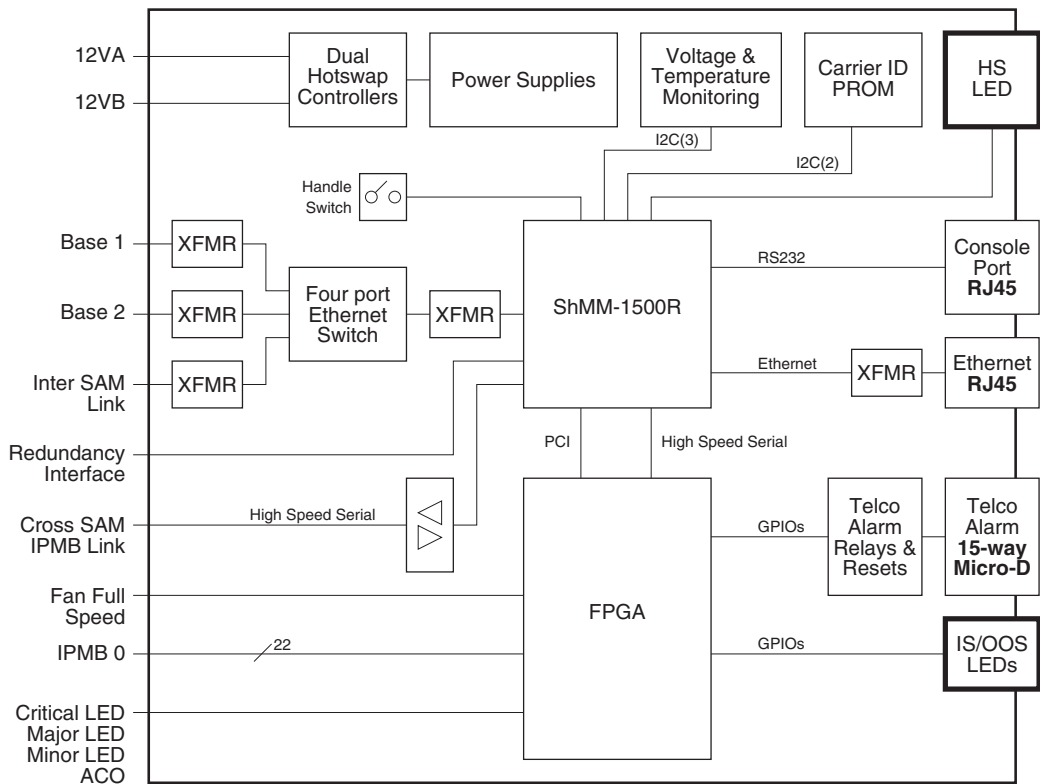 12VA
12VB
Dual
Hotswap
Controllers
Power Supplies
Voltage &
Temperature
Monitoring
Carrier ID
PROM
HS
LED
I2C(3)
I2C(2)
Handle
Switch
Base 1
XFMR
Base 2
XFMR
Inter SAM
Link
XFMR
Four port
Ethernet
Switch
XFMR
ShMM-1500R
RS232
Console
Port
RJ45
Ethernet
XFMR
Ethernet
RJ45
Redundancy
Interface
PCI
High Speed Serial
Cross SAM
IPMB Link
High Speed Serial
GPIOs
Telco
Alarm
Relays &
Resets
Telco
Alarm
15-way
Micro-D
Fan Full
Speed
FPGA
IPMB 0
22
GPIOs
IS/OOS
LEDs
Critical LED
Major LED
Minor LED
ACO